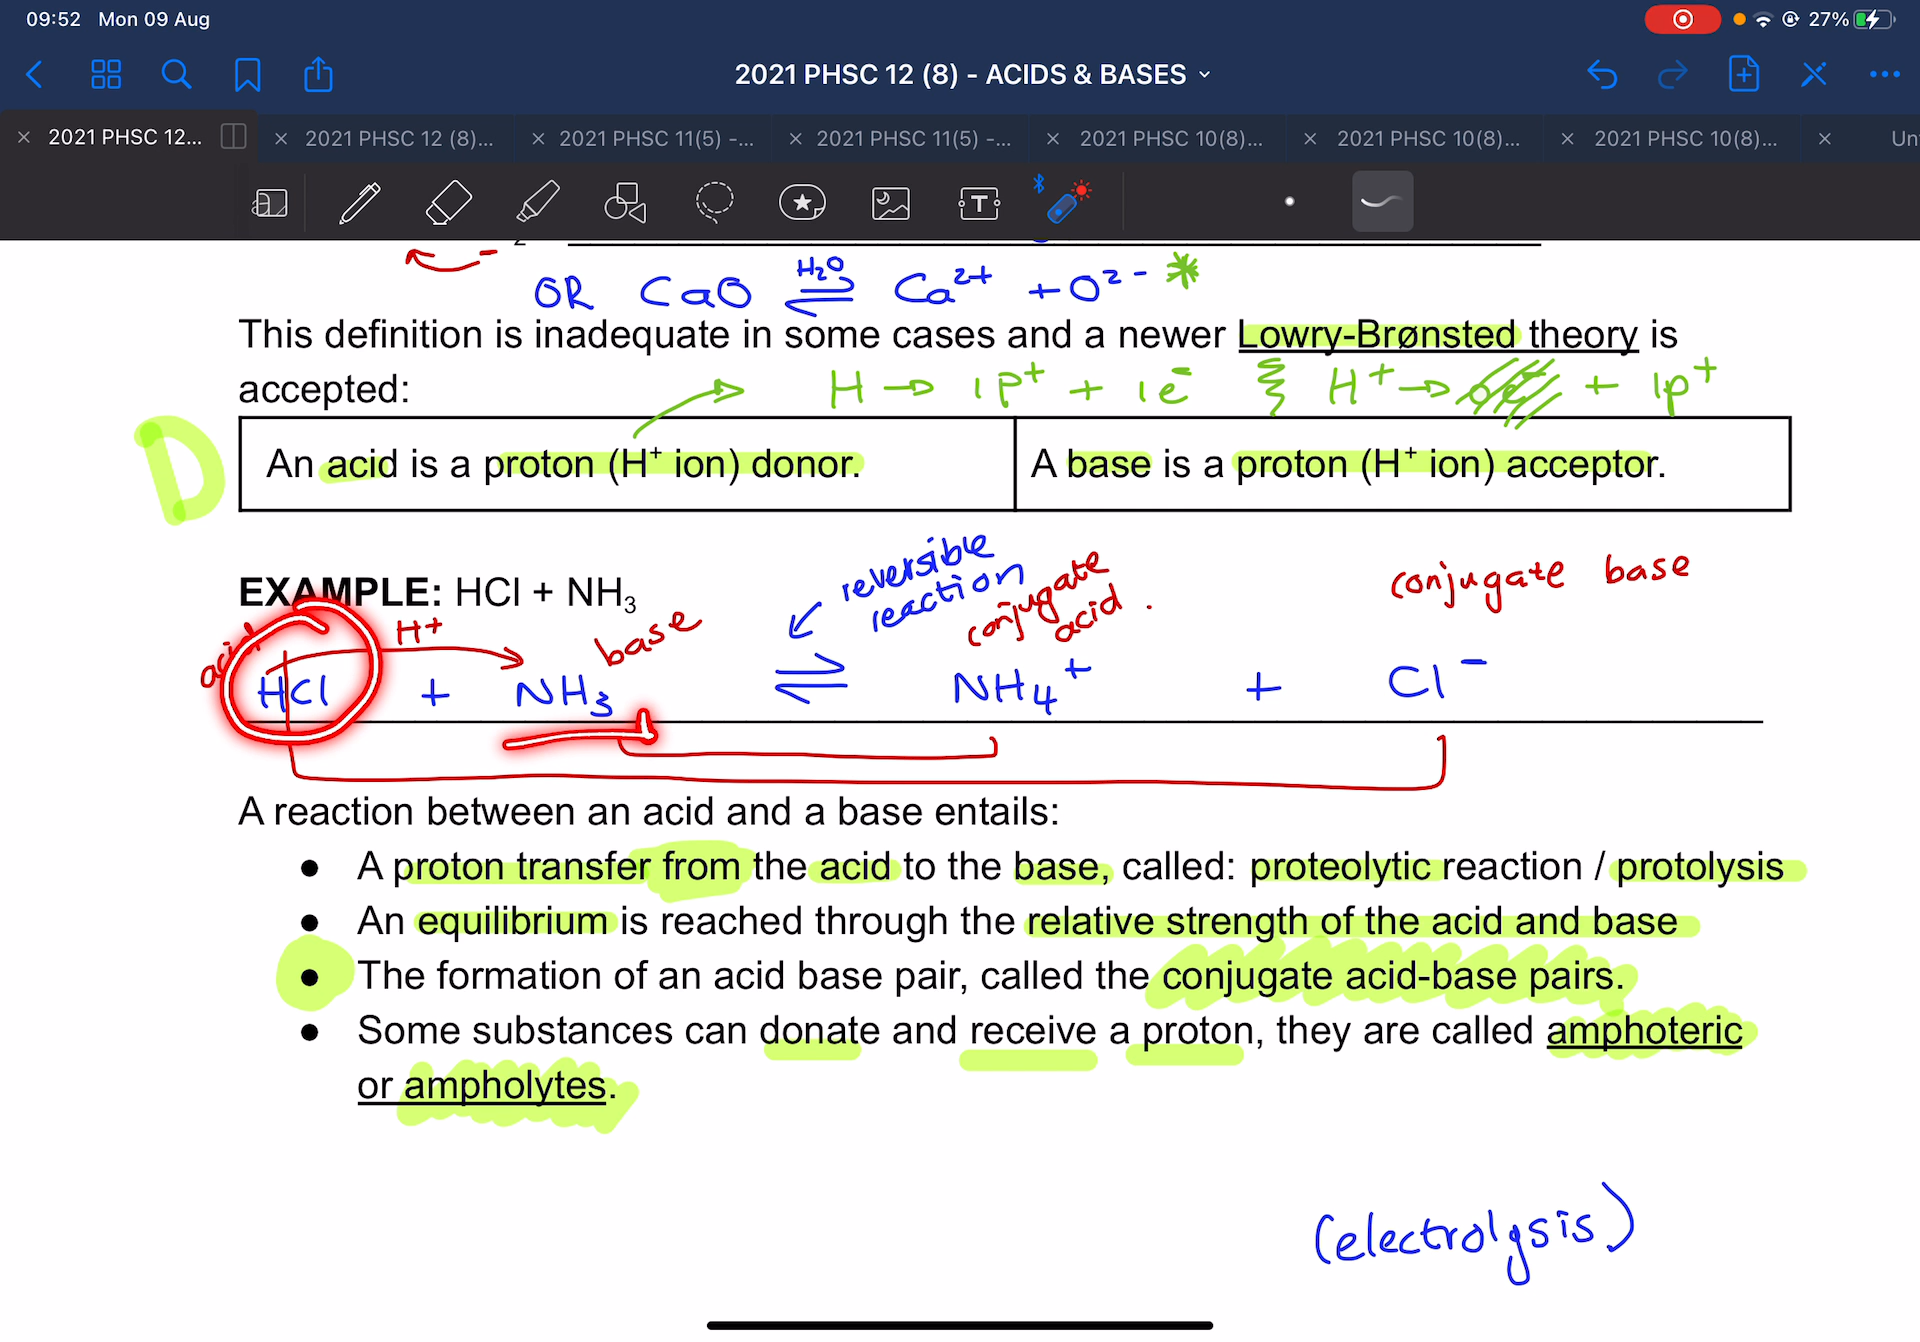 09:52 Mon 09 Aug
27%
2021 PHSC 12 (8) - ACIDS & BASES
2021 PHSC 12...
2021 PHSC 12 (8)...
2021 PHSC 11(5) -...
2021 PHSC 11(5) -...
2021 PHSC 10(8)...
2021 PHSC 10(8)...
2021 PHSC 10(8)...
Un
OR CaO ⇌ Ca²⁺ + O²⁻ *
H₂O
This definition is inadequate in some cases and a newer Lowry-Brønsted theory is
accepted:
H → 1p⁺ + 1e⁻ H⁺ → + 1p⁺
D
An acid is a proton (H⁺ ion) donor.
A base is a proton (H⁺ ion) acceptor.
EXAMPLE: HCl + NH₃
reversible
reaction
conjugate
acid.
conjugate base
acid
H⁺
base
HCl + NH₃ ⇌ NH₄⁺ + Cl⁻
A reaction between an acid and a base entails:
● A proton transfer from the acid to the base, called: proteolytic reaction / protolysis
● An equilibrium is reached through the relative strength of the acid and base
● The formation of an acid base pair, called the conjugate acid-base pairs.
● Some substances can donate and receive a proton, they are called amphoteric
or ampholytes.
(electrolysis)